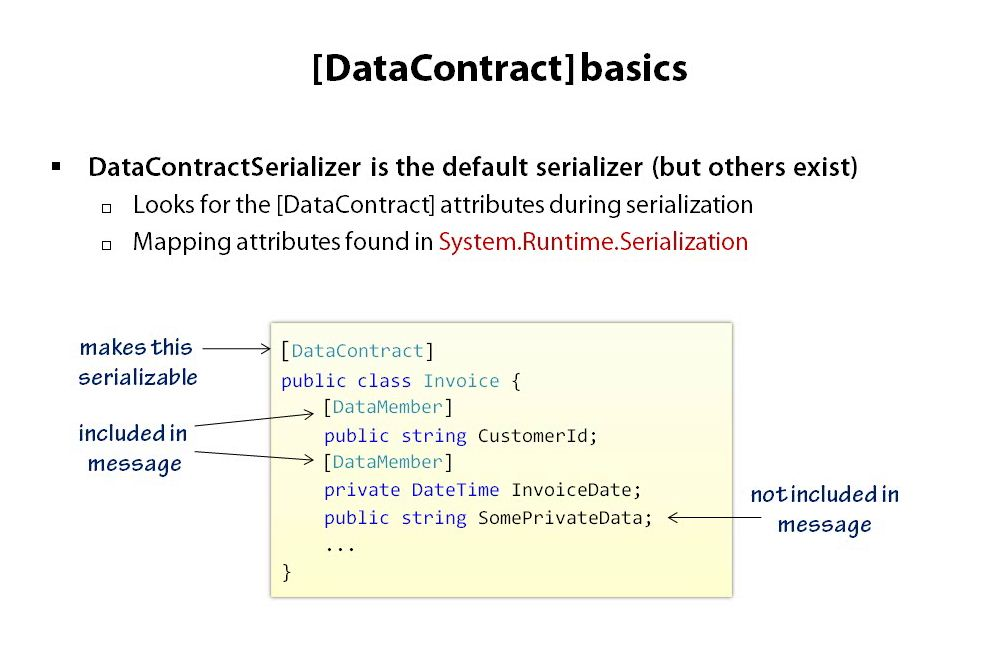 [DataContract] basics
▪ DataContractSerializer is the default serializer (but others exist)
□ Looks for the [DataContract] attributes during serialization
□ Mapping attributes found in System.Runtime.Serialization
makes this
serializable
included in
message
[DataContract]
public class Invoice {
[DataMember]
public string CustomerId;
[DataMember]
private DateTime InvoiceDate;
public string SomePrivateData;
...
}
not included in
message